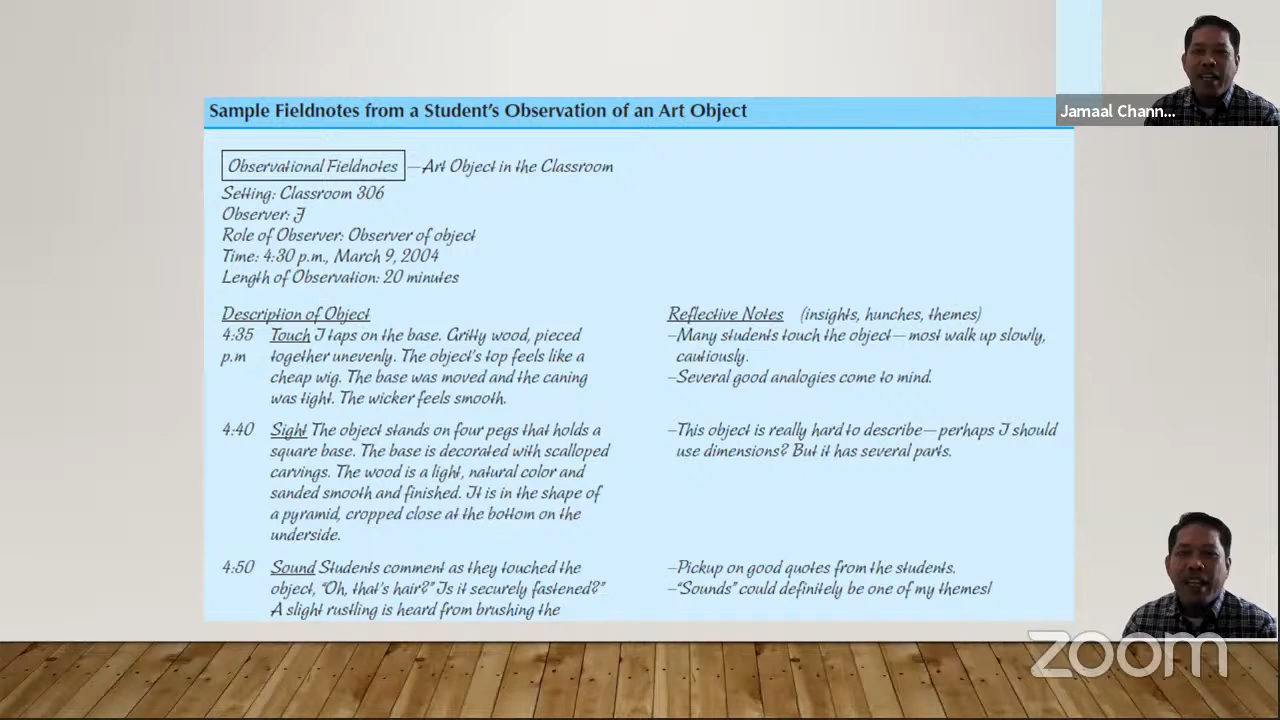 Sample Fieldnotes from a Student's Observation of an Art Object
Jamaal Chann...
Observational Fieldnotes —Art Object in the Classroom
Setting: Classroom 306
Observer: J
Role of Observer: Observer of object
Time: 4:30 p.m., March 9, 2004
Length of Observation: 20 minutes
Description of Object
4:35 Touch J taps on the base. Gritty wood, pieced
p.m together unevenly. The object's top feels like a
cheap wig. The base was moved and the caning
was tight. The wicker feels smooth.
4:40 Sight The object stands on four pegs that holds a
square base. The base is decorated with scalloped
carvings. The wood is a light, natural color and
sanded smooth and finished. It is in the shape of
a pyramid, cropped close at the bottom on the
underside.
4:50 Sound Students comment as they touched the
object, "Oh, that's hair?" Is it securely fastened?"
A slight rustling is heard from brushing the
Reflective Notes (insights, hunches, themes)
—Many students touch the object—most walk up slowly,
cautiously.
—Several good analogies come to mind.
—This object is really hard to describe—perhaps I should
use dimensions? But it has several parts.
—Pickup on good quotes from the students.
—"Sounds" could definitely be one of my themes!
zoom